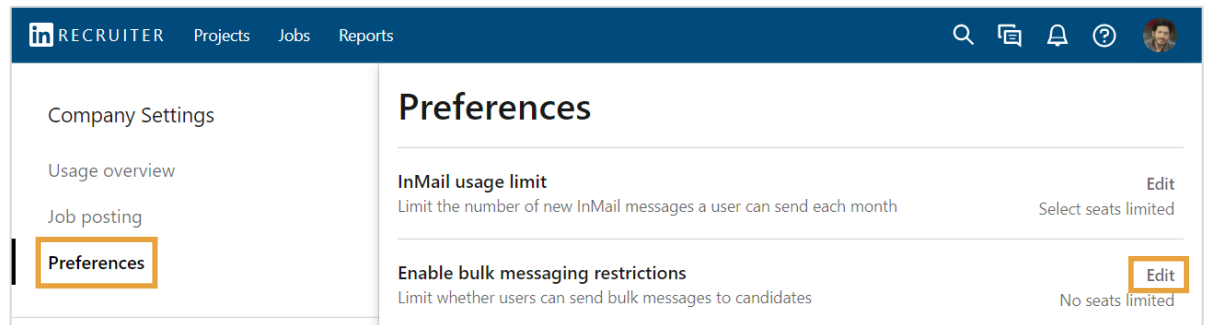 in RECRUITER Projects Jobs Reports
Company Settings
Usage overview
Job posting
Preferences
Preferences
InMail usage limit
Edit
Limit the number of new InMail messages a user can send each month
Select seats limited
Enable bulk messaging restrictions
Edit
Limit whether users can send bulk messages to candidates
No seats limited